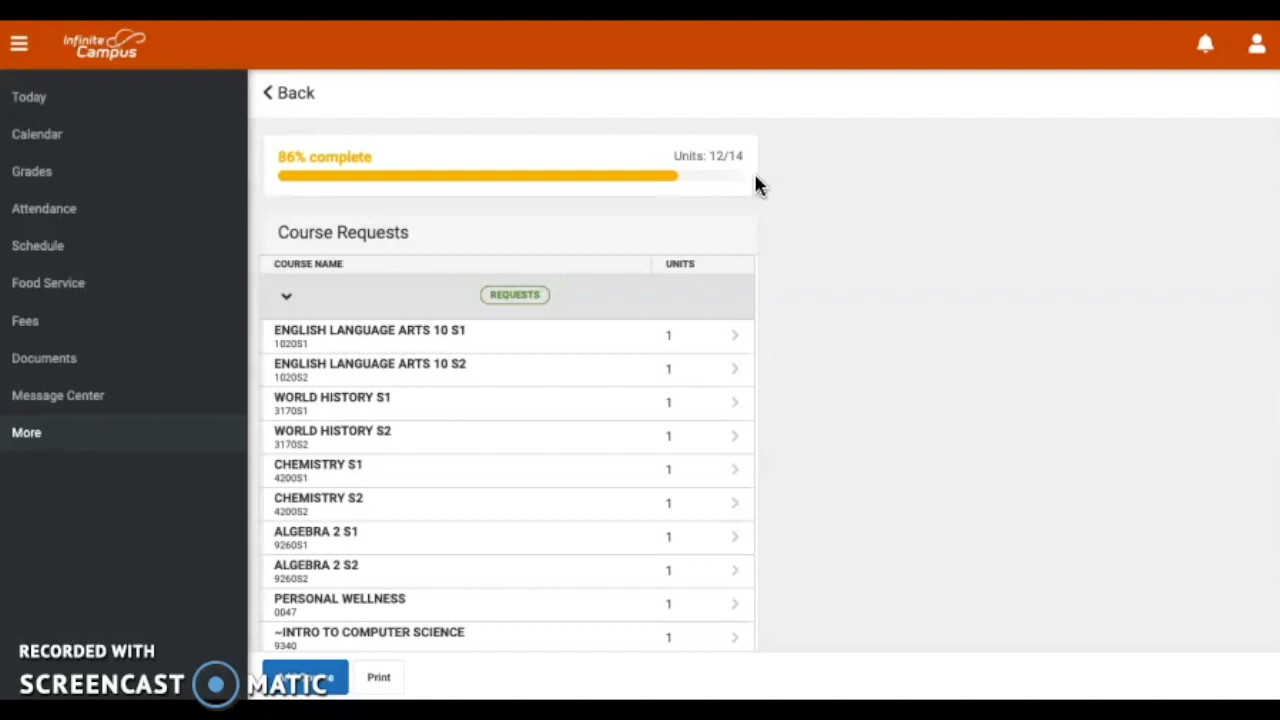 Infinite Campus
Today
Calendar
Grades
Attendance
Schedule
Food Service
Fees
Documents
Message Center
More
Back
86% complete
Units: 12/14
Course Requests
COURSE NAME UNITS
REQUESTS
ENGLISH LANGUAGE ARTS 10 S1 1
1020S1
ENGLISH LANGUAGE ARTS 10 S2 1
1020S2
WORLD HISTORY S1 1
3170S1
WORLD HISTORY S2 1
3170S2
CHEMISTRY S1 1
4200S1
CHEMISTRY S2 1
4200S2
ALGEBRA 2 S1 1
9260S1
ALGEBRA 2 S2 1
9260S2
PERSONAL WELLNESS 1
0047
~INTRO TO COMPUTER SCIENCE 1
9340
Print
RECORDED WITH
SCREENCAST MATIC